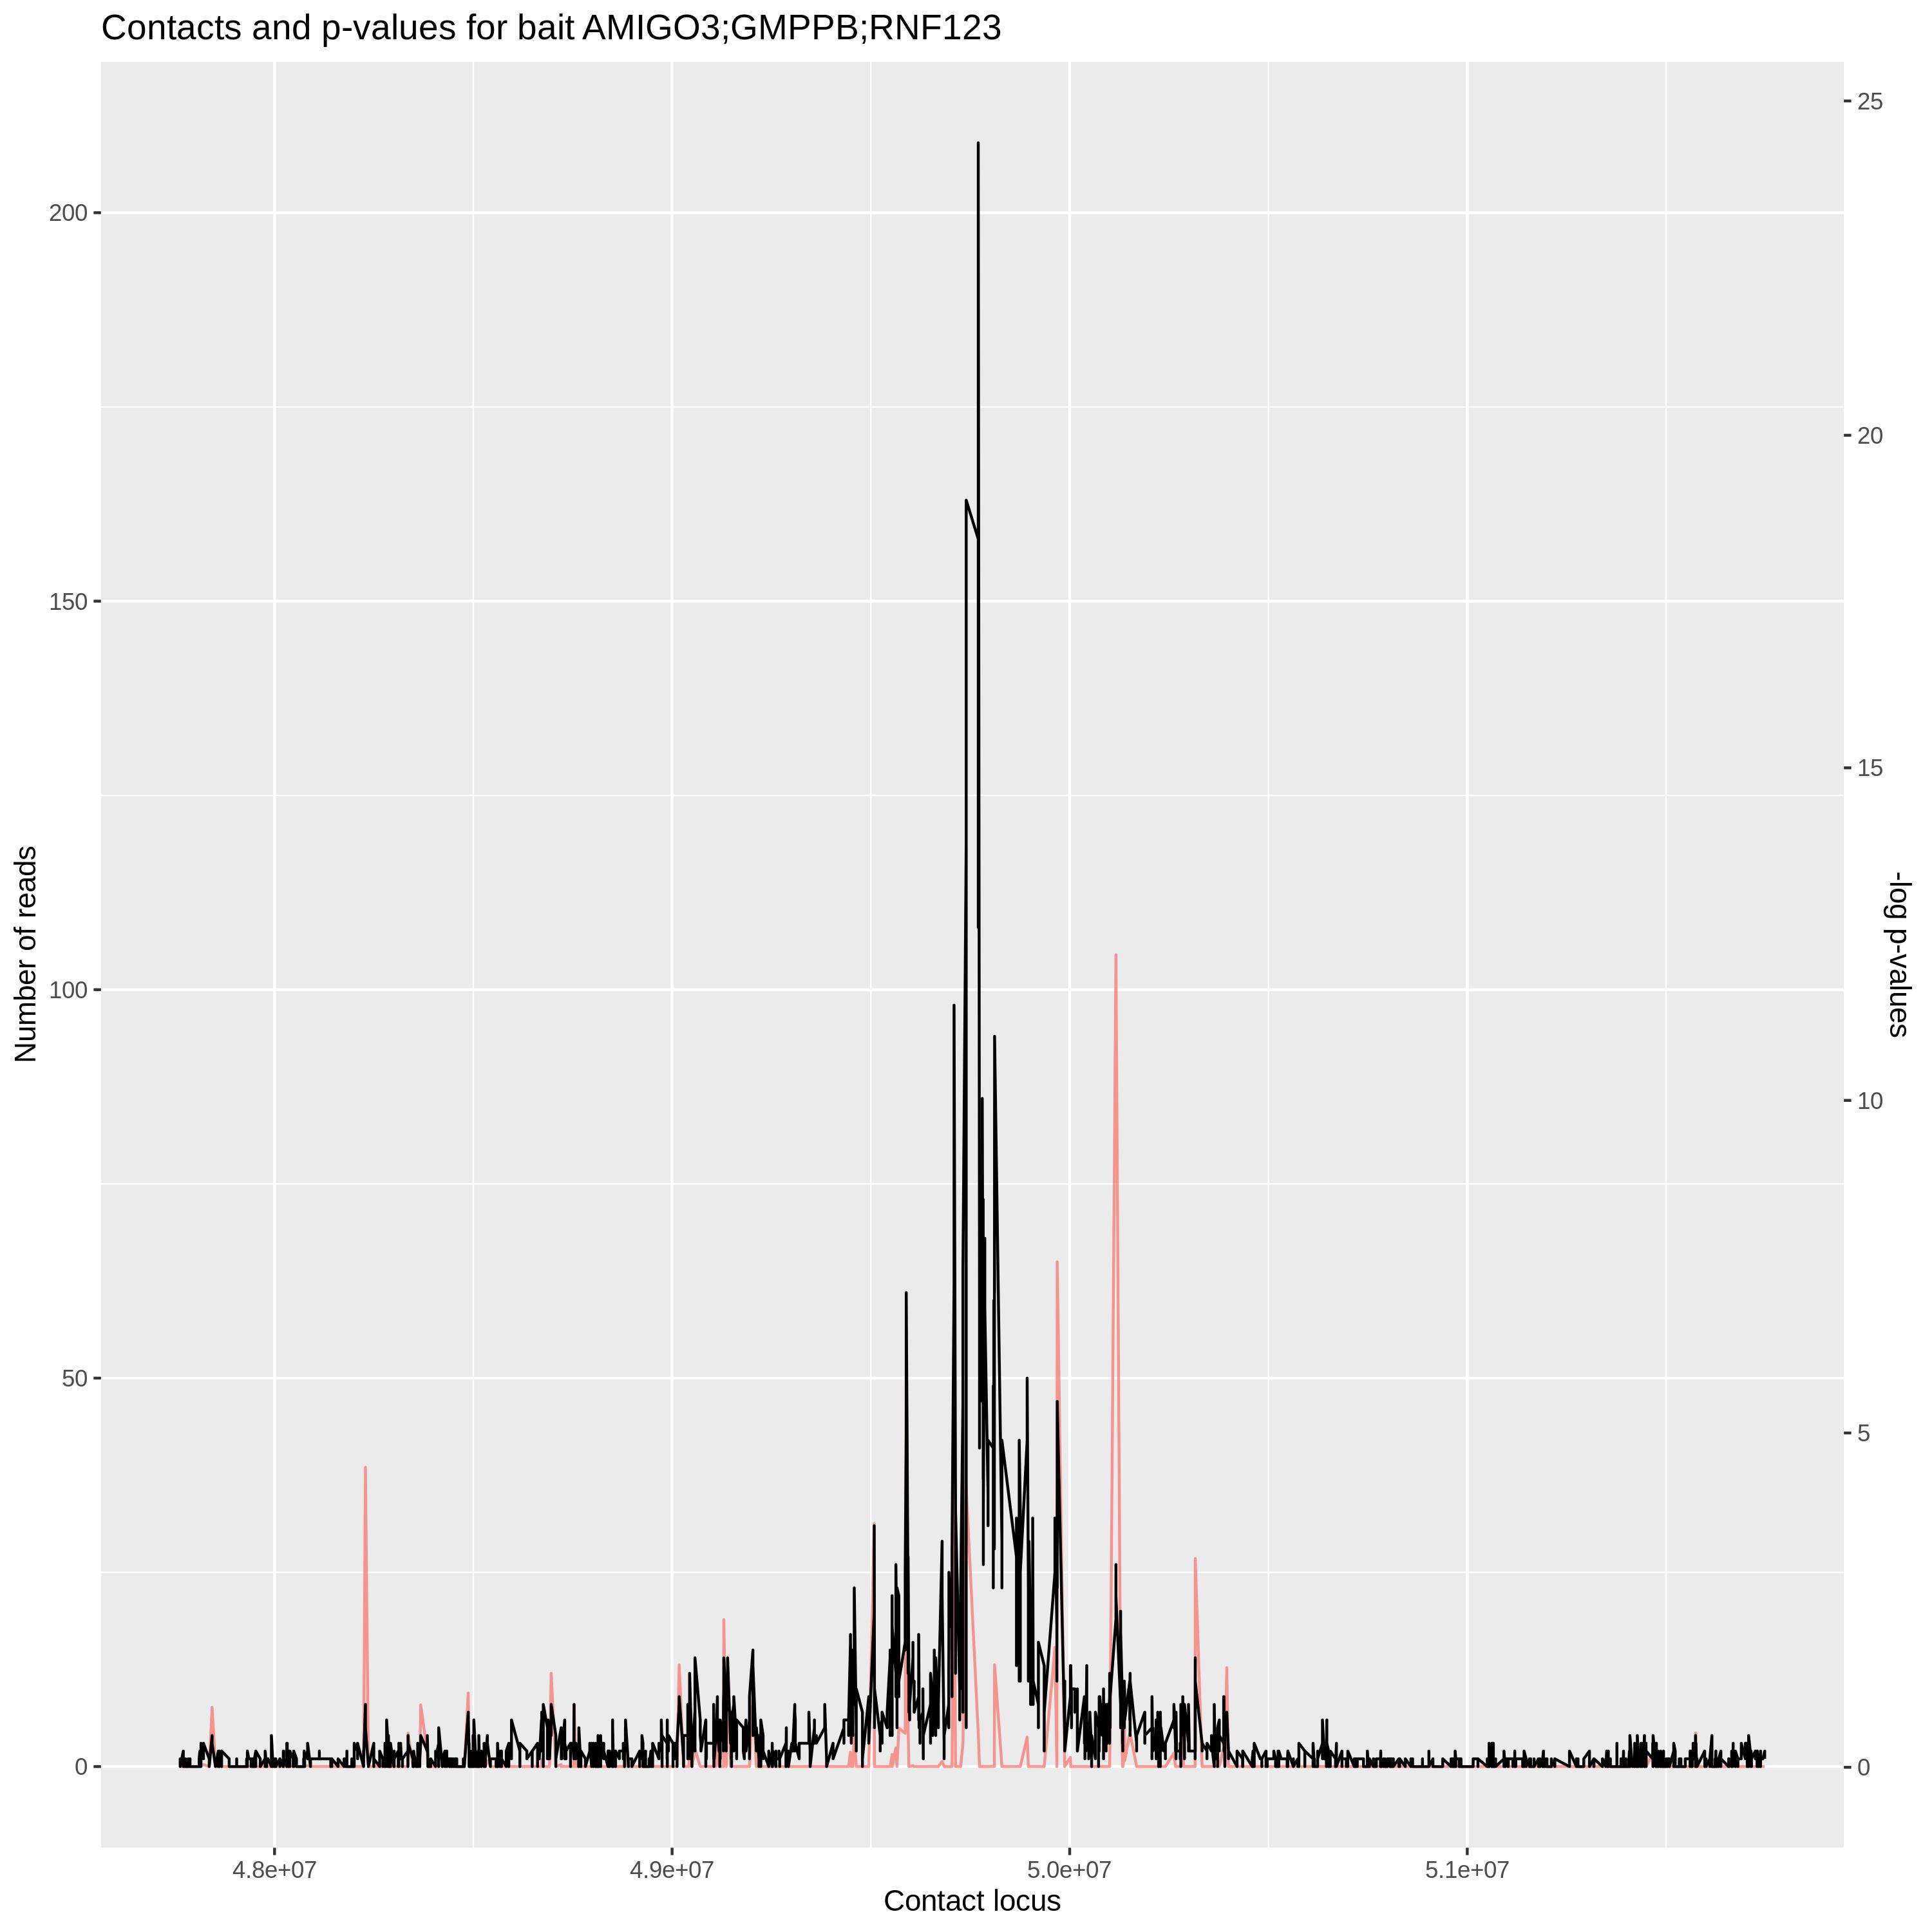 Contacts and p-values for bait AMIGO3;GMPPB;RNF123
Number of reads
200
150
100
50
0
25
20
15
10
5
0
-log p-values
4.8e+07
4.9e+07
5.0e+07
5.1e+07
Contact locus